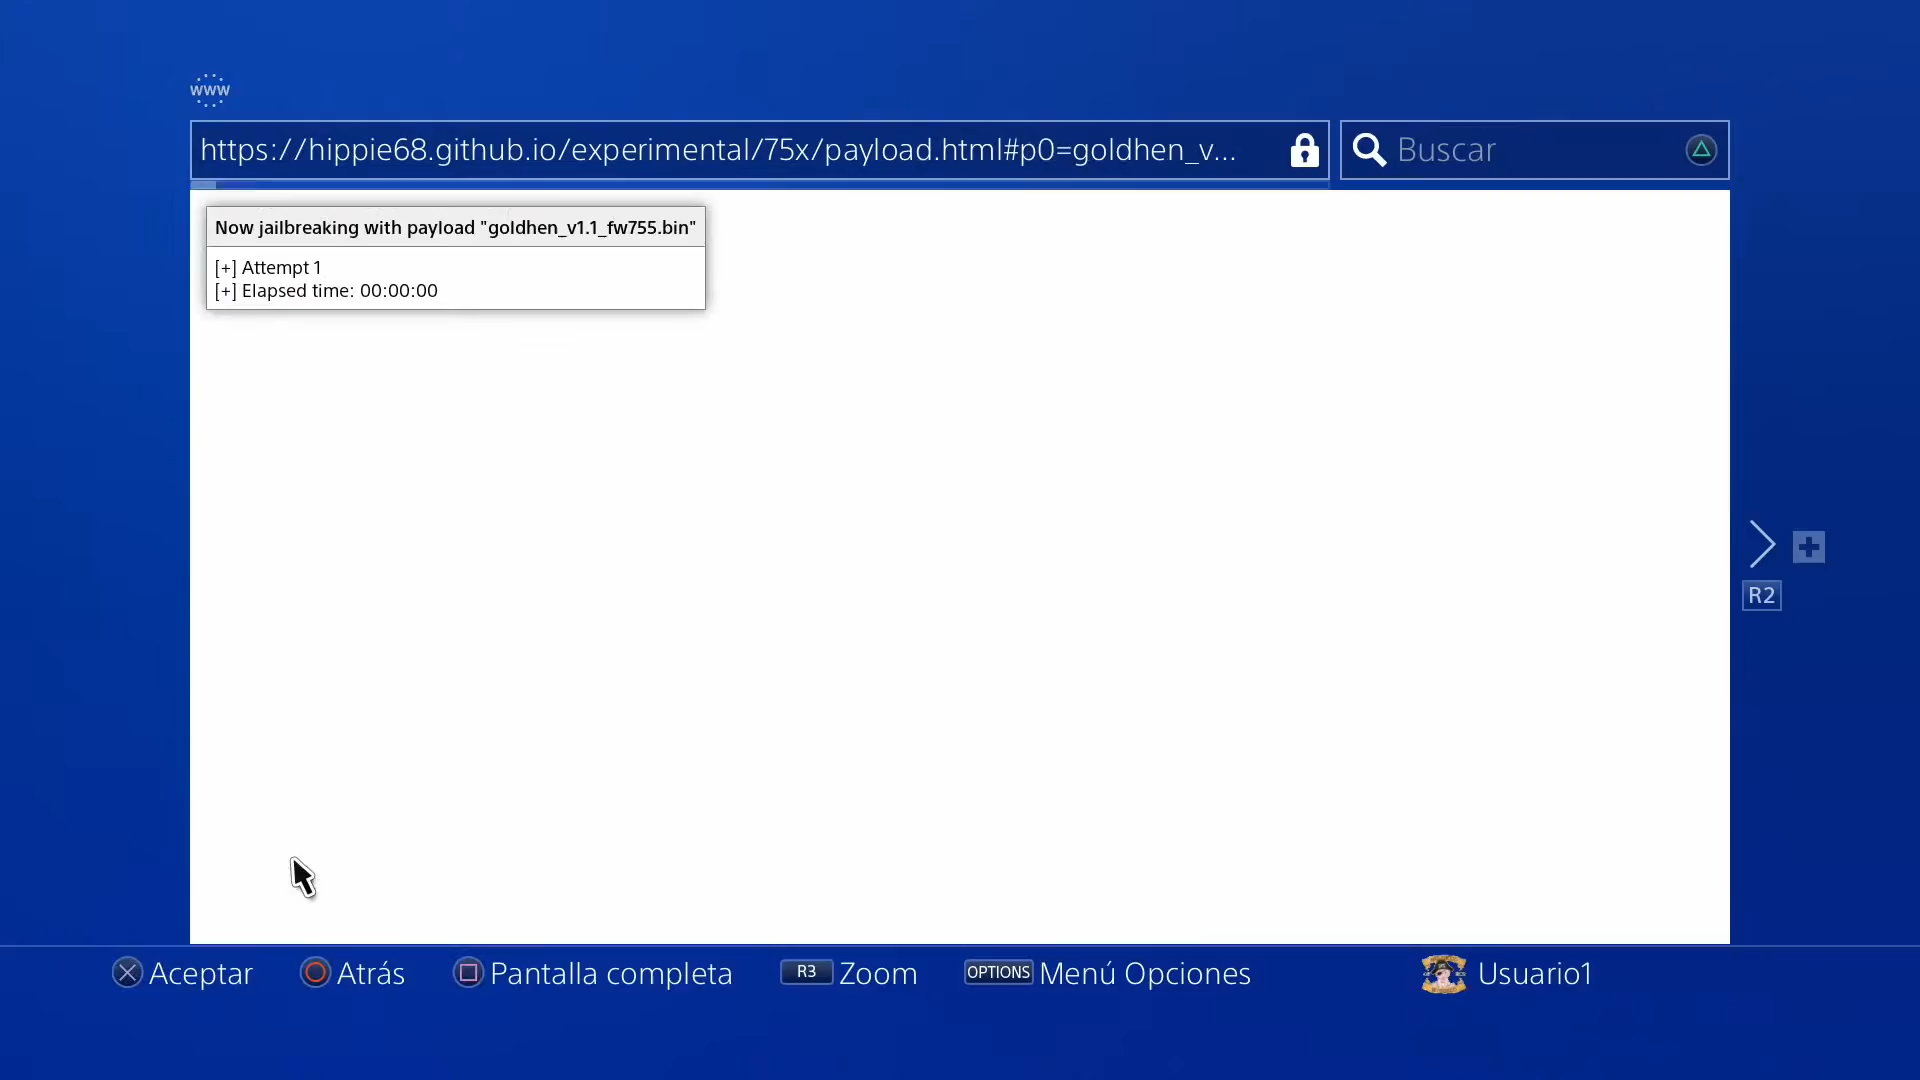 www
https://hippie68.github.io/experimental/75x/payload.html#p0=goldhen_v...
Buscar
Now jailbreaking with payload "goldhen_v1.1_fw755.bin"
[+] Attempt 1
[+] Elapsed time: 00:00:00
R2
Aceptar
Atrás
Pantalla completa
R3 Zoom
OPTIONS Menú Opciones
Usuario1